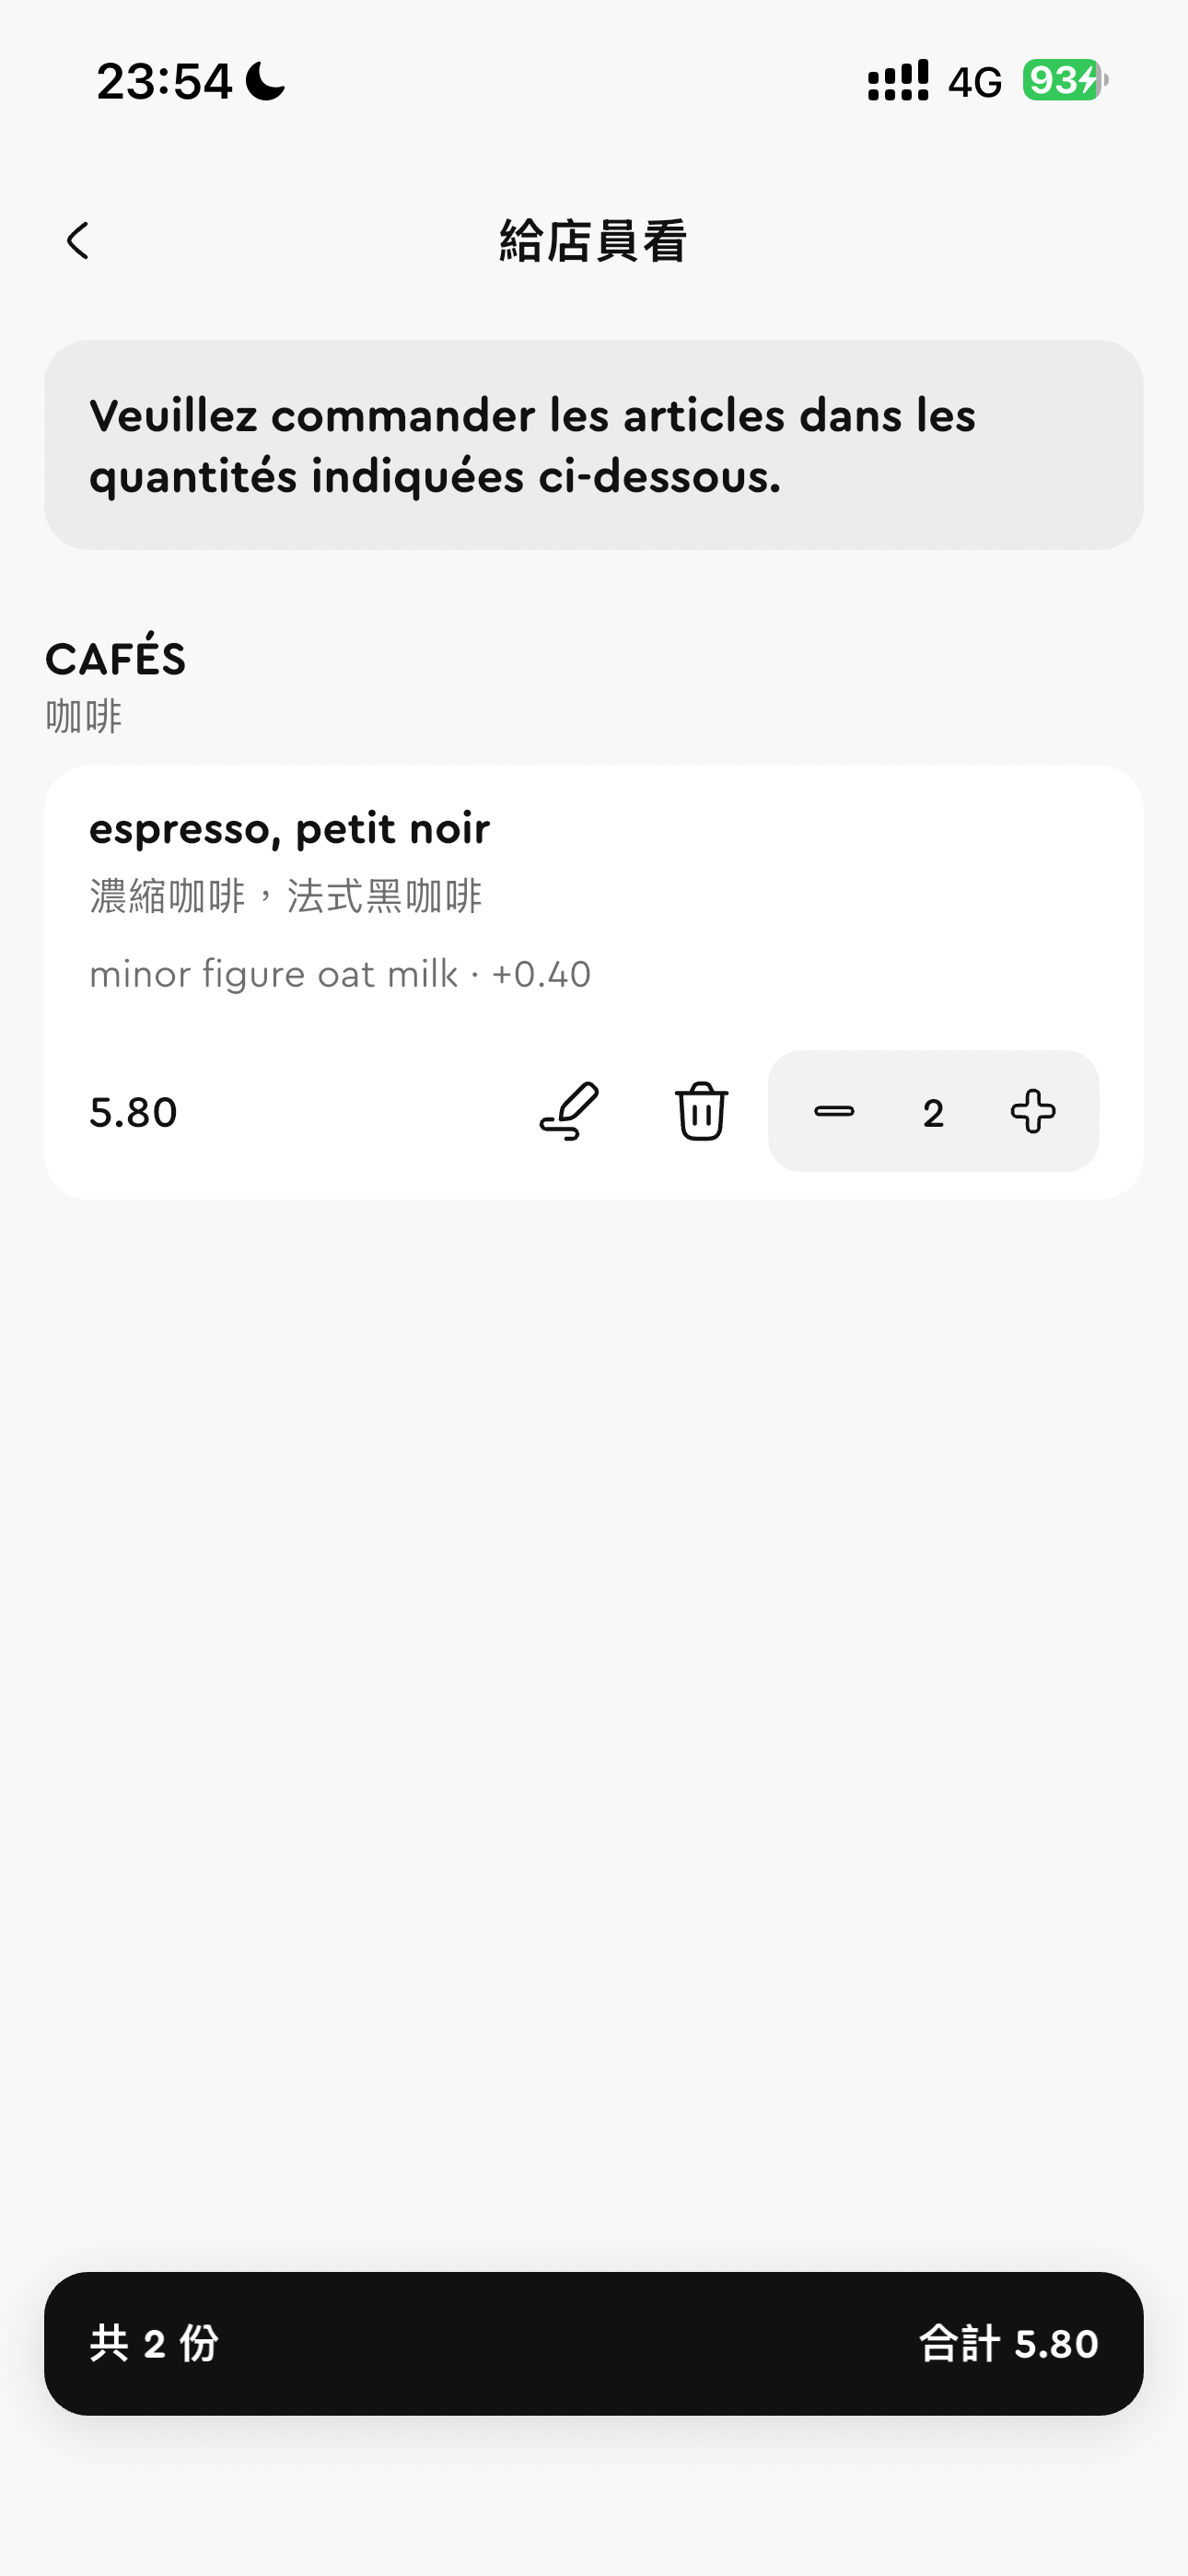 23:54
4G
93
給店員看
Veuillez commander les articles dans les
quantités indiquées ci-dessous.
CAFÉS
咖啡
espresso, petit noir
濃縮咖啡，法式黑咖啡
minor figure oat milk · +0.40
5.80
2
共 2 份
合計 5.80